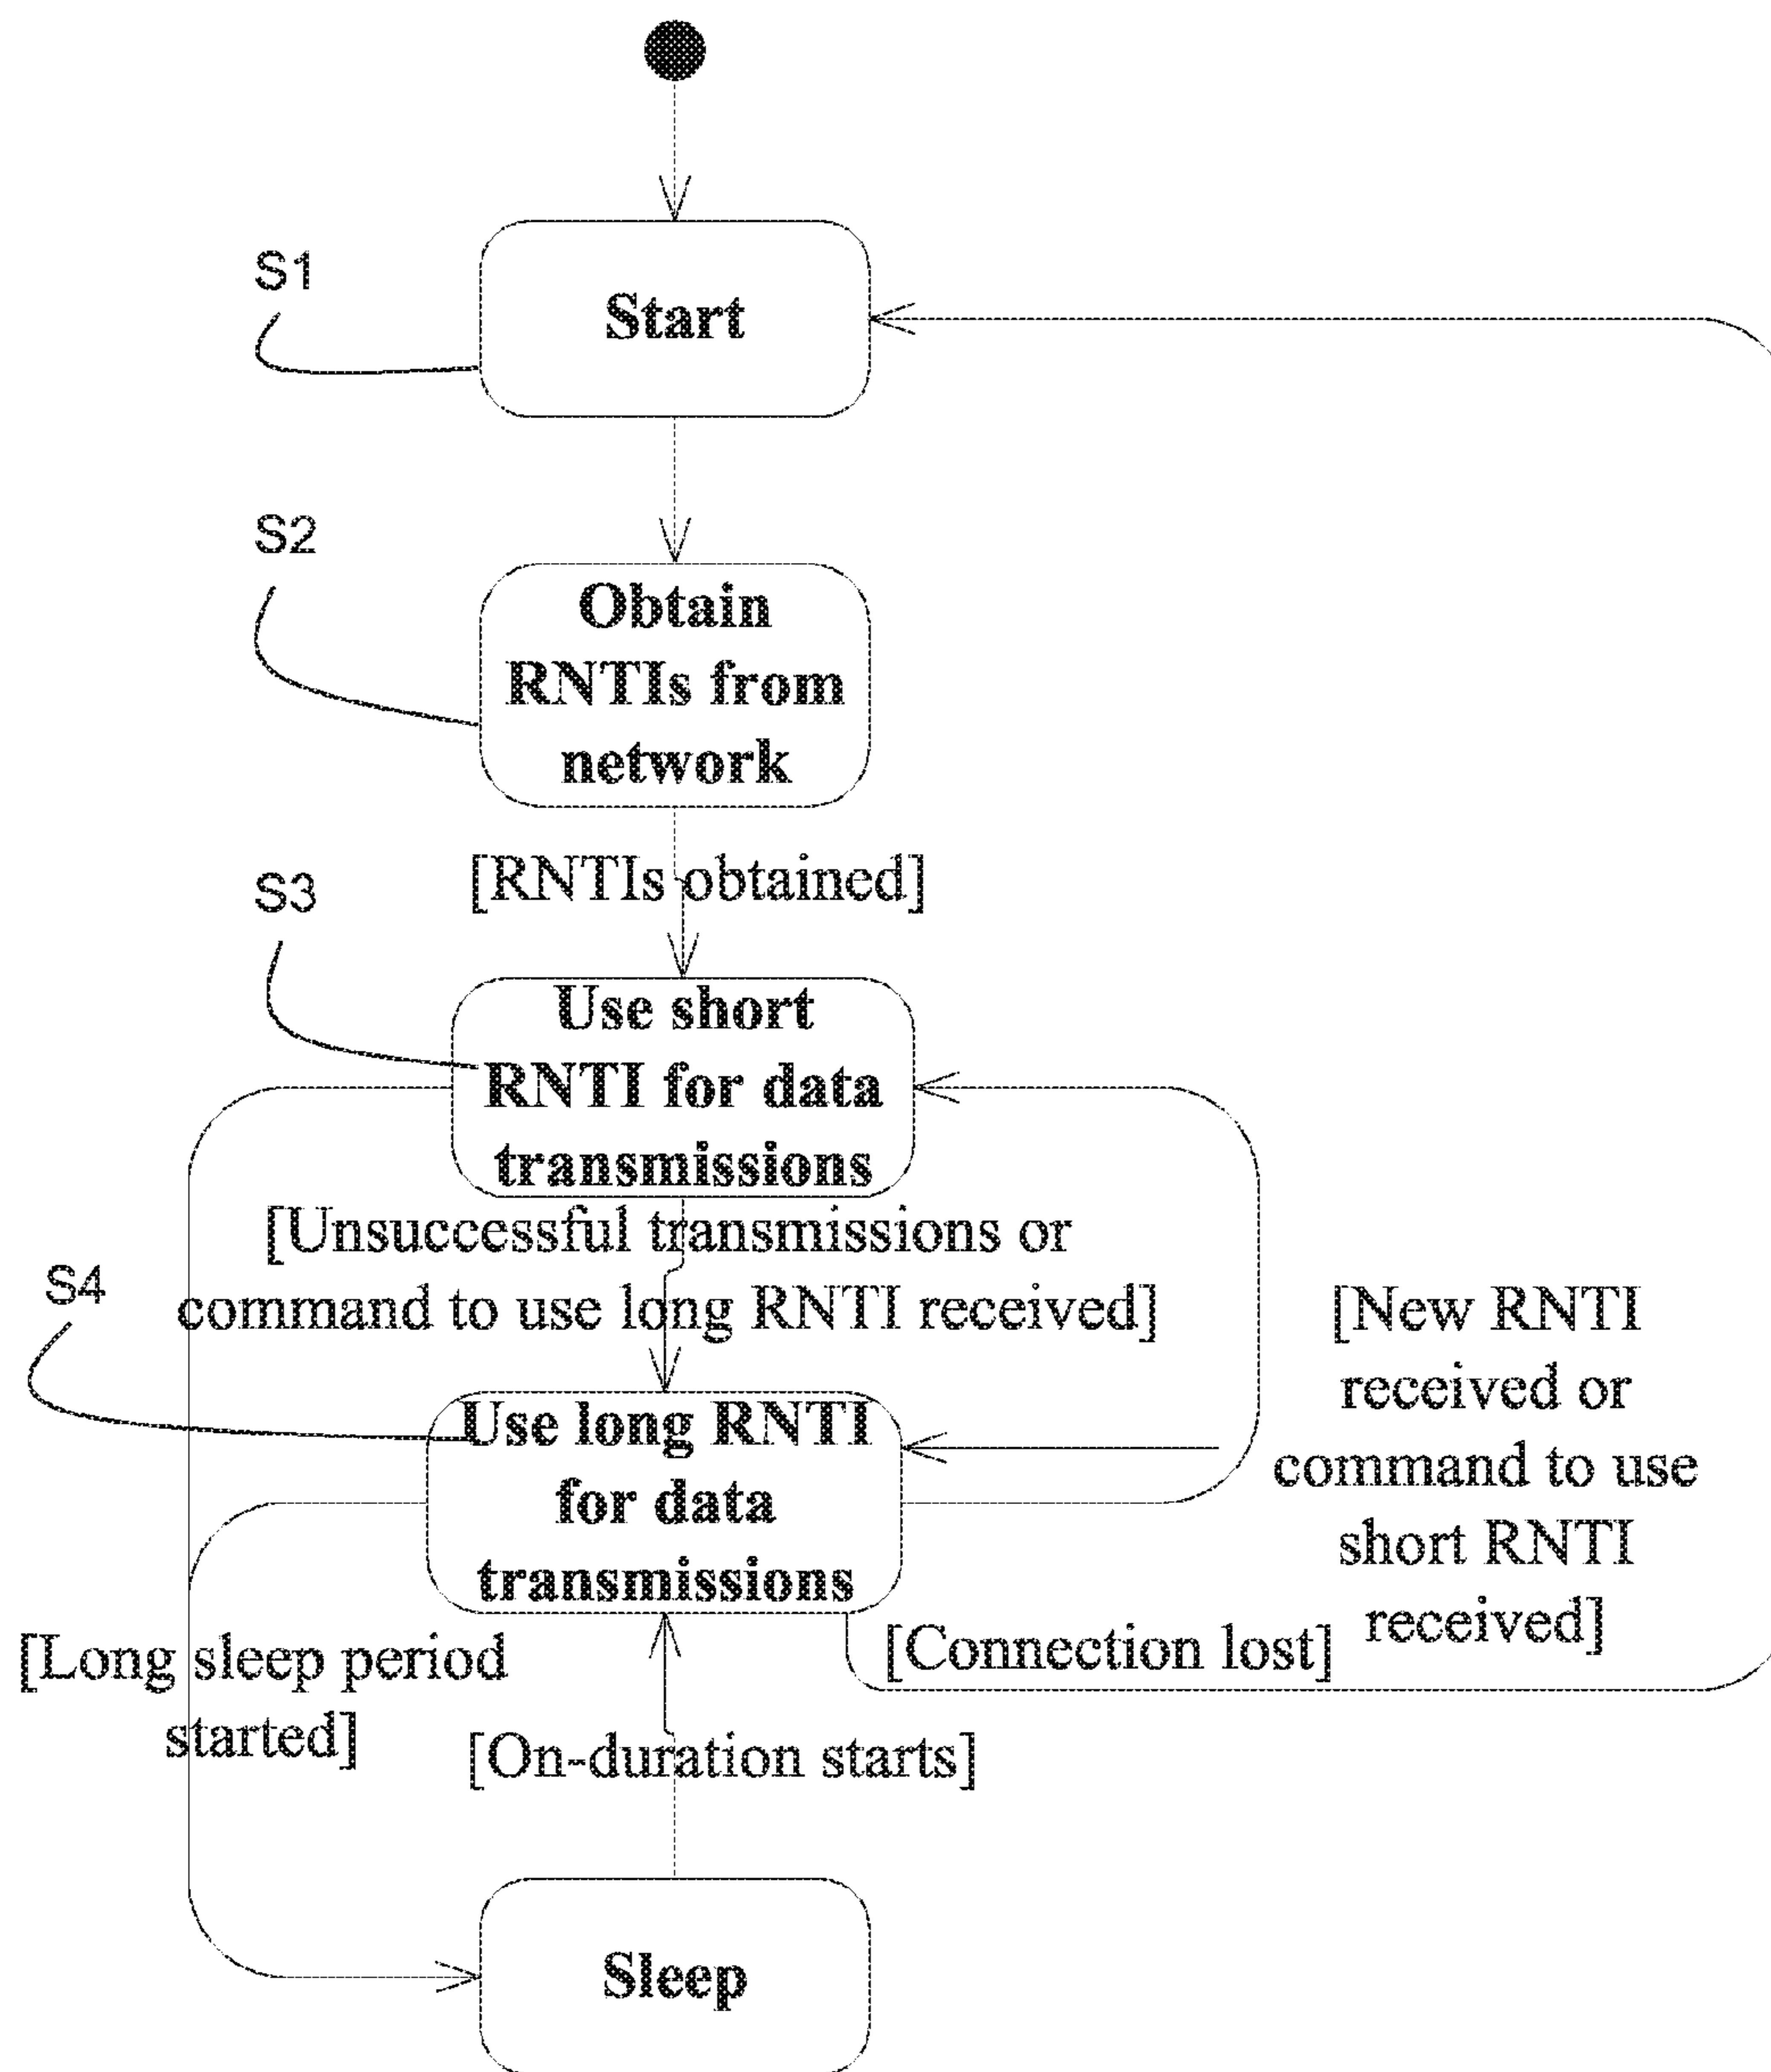 S1
Start
S2
Obtain
RNTIs from
network
[RNTIs obtained]
S3
Use short
RNTI for data
transmissions
[Unsuccessful transmissions or
command to use long RNTI received]
S4
[New RNTI
received or
command to use
short RNTI
received]
Use long RNTI
for data
transmissions
[Connection lost]
[Long sleep period
started]
[On-duration starts]
Sleep